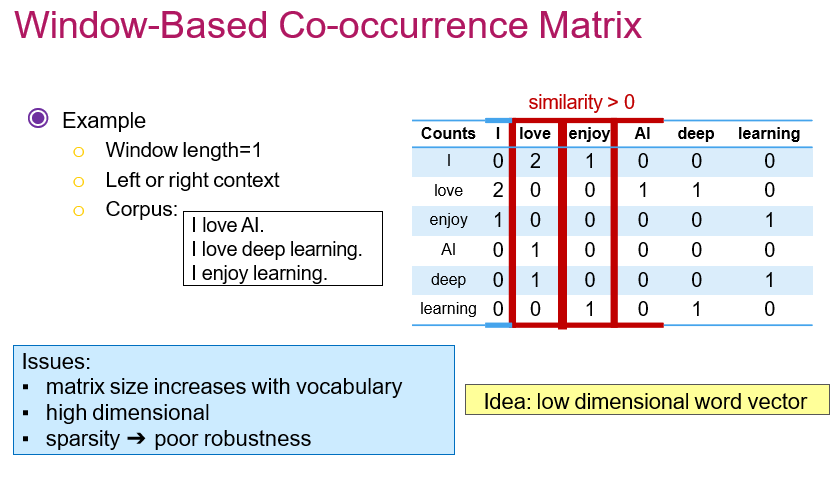 Window-Based Co-occurrence Matrix
Example
Window length=1
Left or right context
Corpus:
I love AI.
I love deep learning.
I enjoy learning.
similarity > 0
Counts I love enjoy AI deep learning
I 0 2 1 0 0 0
love 2 0 0 1 1 0
enjoy 1 0 0 0 0 1
AI 0 1 0 0 0 0
deep 0 1 0 0 0 1
learning 0 0 1 0 1 0
Issues:
▪ matrix size increases with vocabulary
▪ high dimensional
▪ sparsity ➔ poor robustness
Idea: low dimensional word vector